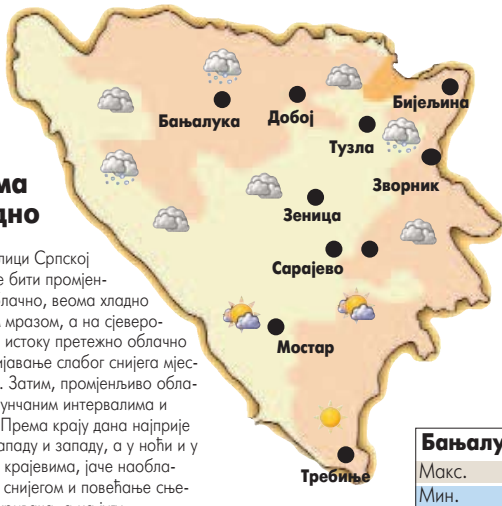 Бањалука
Добој
Бијељина
Тузла
Зворник
Зеница
Сарајево
Мостар
Требиње
ма
дно
лици Српској
е бити промјен-
лачно, веома хладно
м мразом, а на сјеверо-
истоку претежно облачно
ијавање слабог снијега мјес-
. Затим, промјенљиво обла-
унчаним интервалима и
Према крају дана најприје
ападу и западу, а у ноћи и у
крајевима, јаче наобла-
снијегом и повећање сње-
Бањалу
Макс.
Мин.